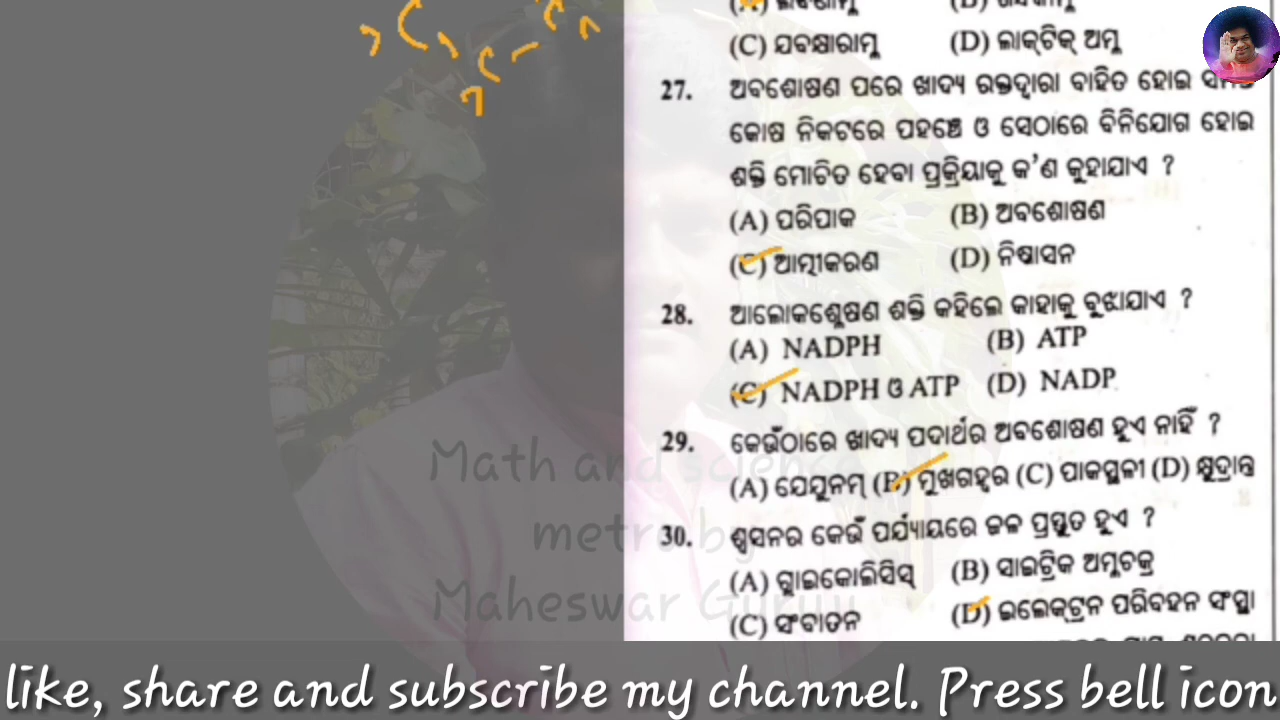 (C) ଯବକ୍ଷାରାମ୍ଳ (D) ଲାକ୍‌ଟିକ୍ ଅମ୍ଳ
27. ଅବଶୋଷଣ ପରେ ଖାଦ୍ୟ ରକ୍ତଦ୍ୱାରା ବାହିତ ହୋଇ
କୋଷ ନିକଟରେ ପହଞ୍ଚେ ଓ ସେଠାରେ ବିନିଯୋଗ ହୋଇ
ଶକ୍ତି ମୋଚିତ ହେବା ପ୍ରକ୍ରିୟାକୁ କ'ଣ କୁହାଯାଏ ?
(A) ପରିପାକ (B) ଅବଶୋଷଣ
(C) ଆତ୍ମୀକରଣ (D) ନିଷ୍କାସନ
28. ଆଲୋକଶ୍ଳେଷଣ ଶକ୍ତି କହିଲେ କାହାକୁ ବୁଝାଯାଏ ?
(A) NADPH (B) ATP
(C) NADPH ଓ ATP (D) NADP
29. କେଉଁଠାରେ ଖାଦ୍ୟ ପଦାର୍ଥର ଅବଶୋଷଣ ହୁଏ ନାହିଁ ?
(A) ଯେଯୁନମ୍ (B) ମୁଖଗହ୍ୱର (C) ପାକସ୍ଥଳୀ (D) କ୍ଷୁଦ୍ରାନ୍ତ୍ର
30. ଶ୍ୱସନର କେଉଁ ପର୍ଯ୍ୟାୟରେ ଜଳ ପ୍ରସ୍ତୁତ ହୁଏ ?
(A) ଗ୍ଲାଇକୋଲିସିସ୍ (B) ସାଇଟ୍ରିକ ଅମ୍ଳଚକ୍ର
(C) ସଂବାତନ (D) ଇଲେକ୍ଟ୍ରନ ପରିବହନ ସଂସ୍ଥା
Math and science
metro by
Maheswar Guruji
like, share and subscribe my channel. Press bell icon